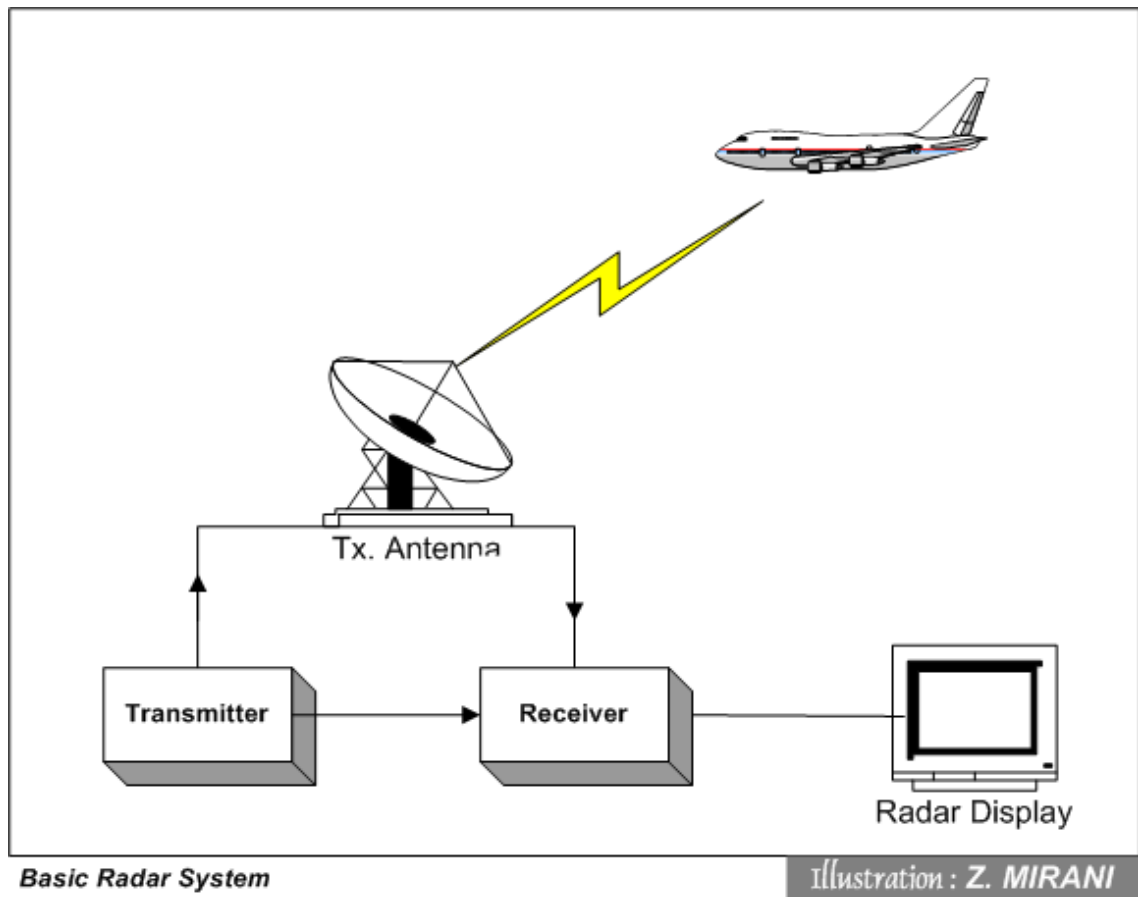 Tx. Antenna
Transmitter
Receiver
Radar Display
Basic Radar System
Illustration : Z. MIRANI